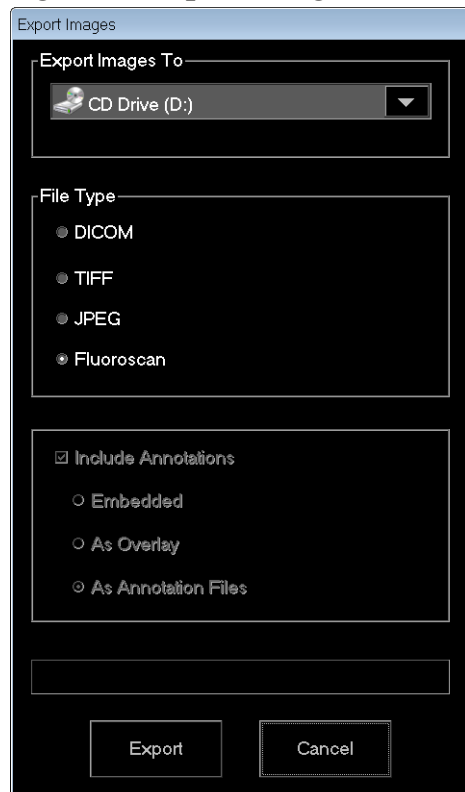 Export Images
Export Images To
CD Drive (D:)
File Type
DICOM
TIFF
JPEG
Fluoroscan
Include Annotations
Embedded
As Overlay
As Annotation Files
Export
Cancel